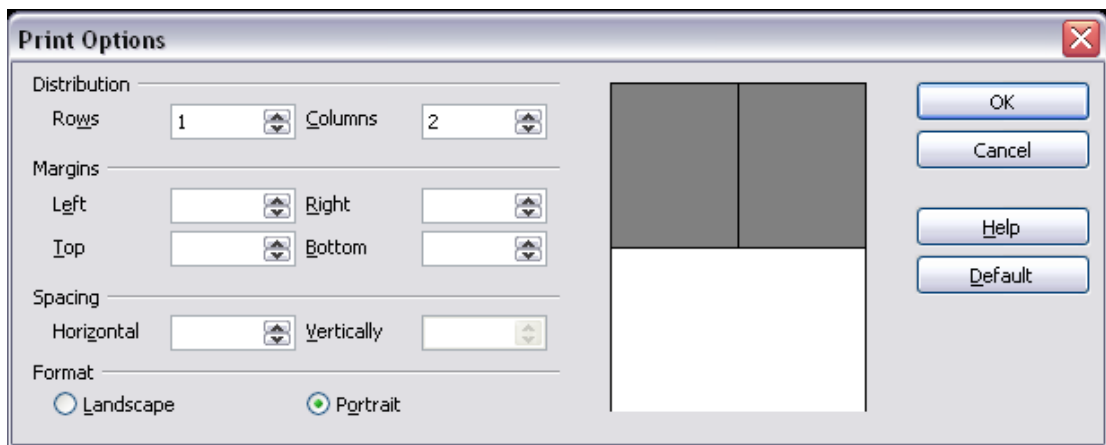 Print Options
Distribution
Rows 1 Columns 2
OK
Cancel
Margins
Left Right
Top Bottom
Help
Default
Spacing
Horizontal Vertically
Format
Landscape Portrait